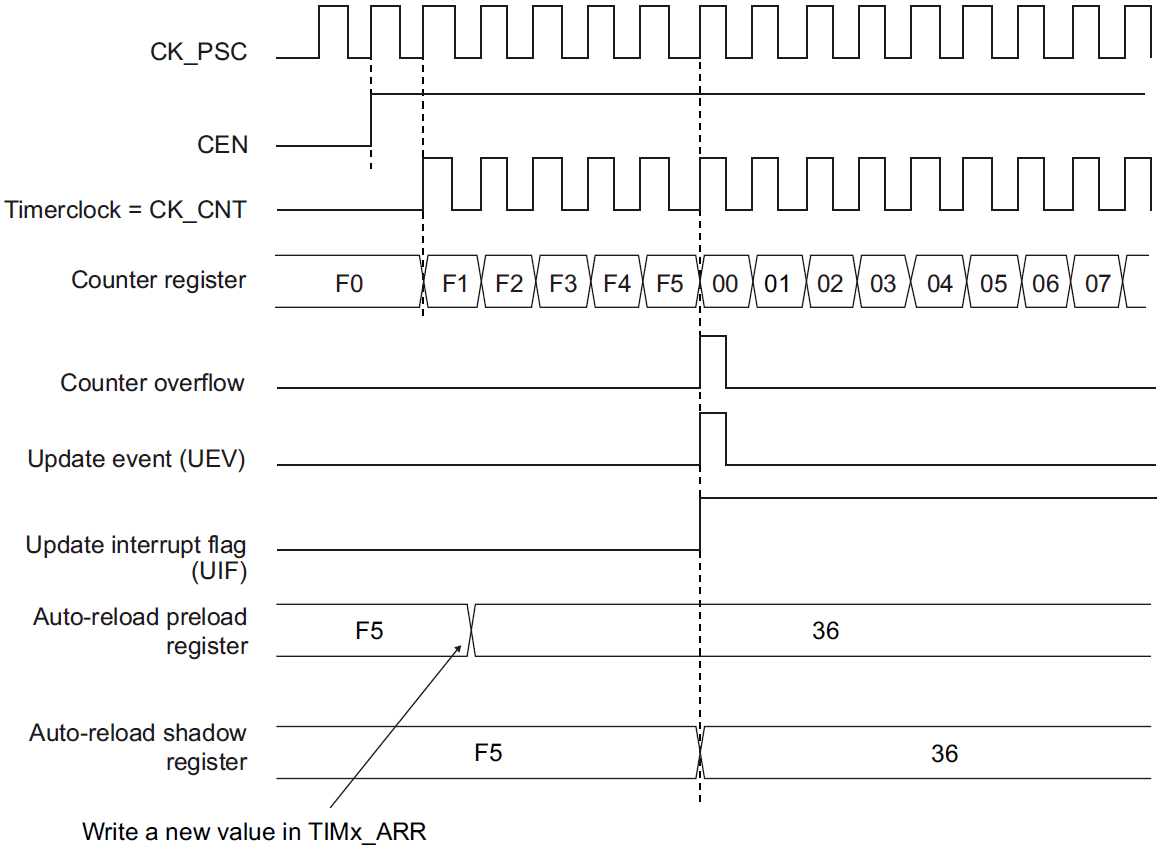 CK_PSC
CEN
Timerclock = CK_CNT
Counter register
F0 F1 F2 F3 F4 F5 00 01 02 03 04 05 06 07
Counter overflow
Update event (UEV)
Update interrupt flag
(UIF)
Auto-reload preload
register
F5 36
Auto-reload shadow
register
F5 36
Write a new value in TIMx_ARR